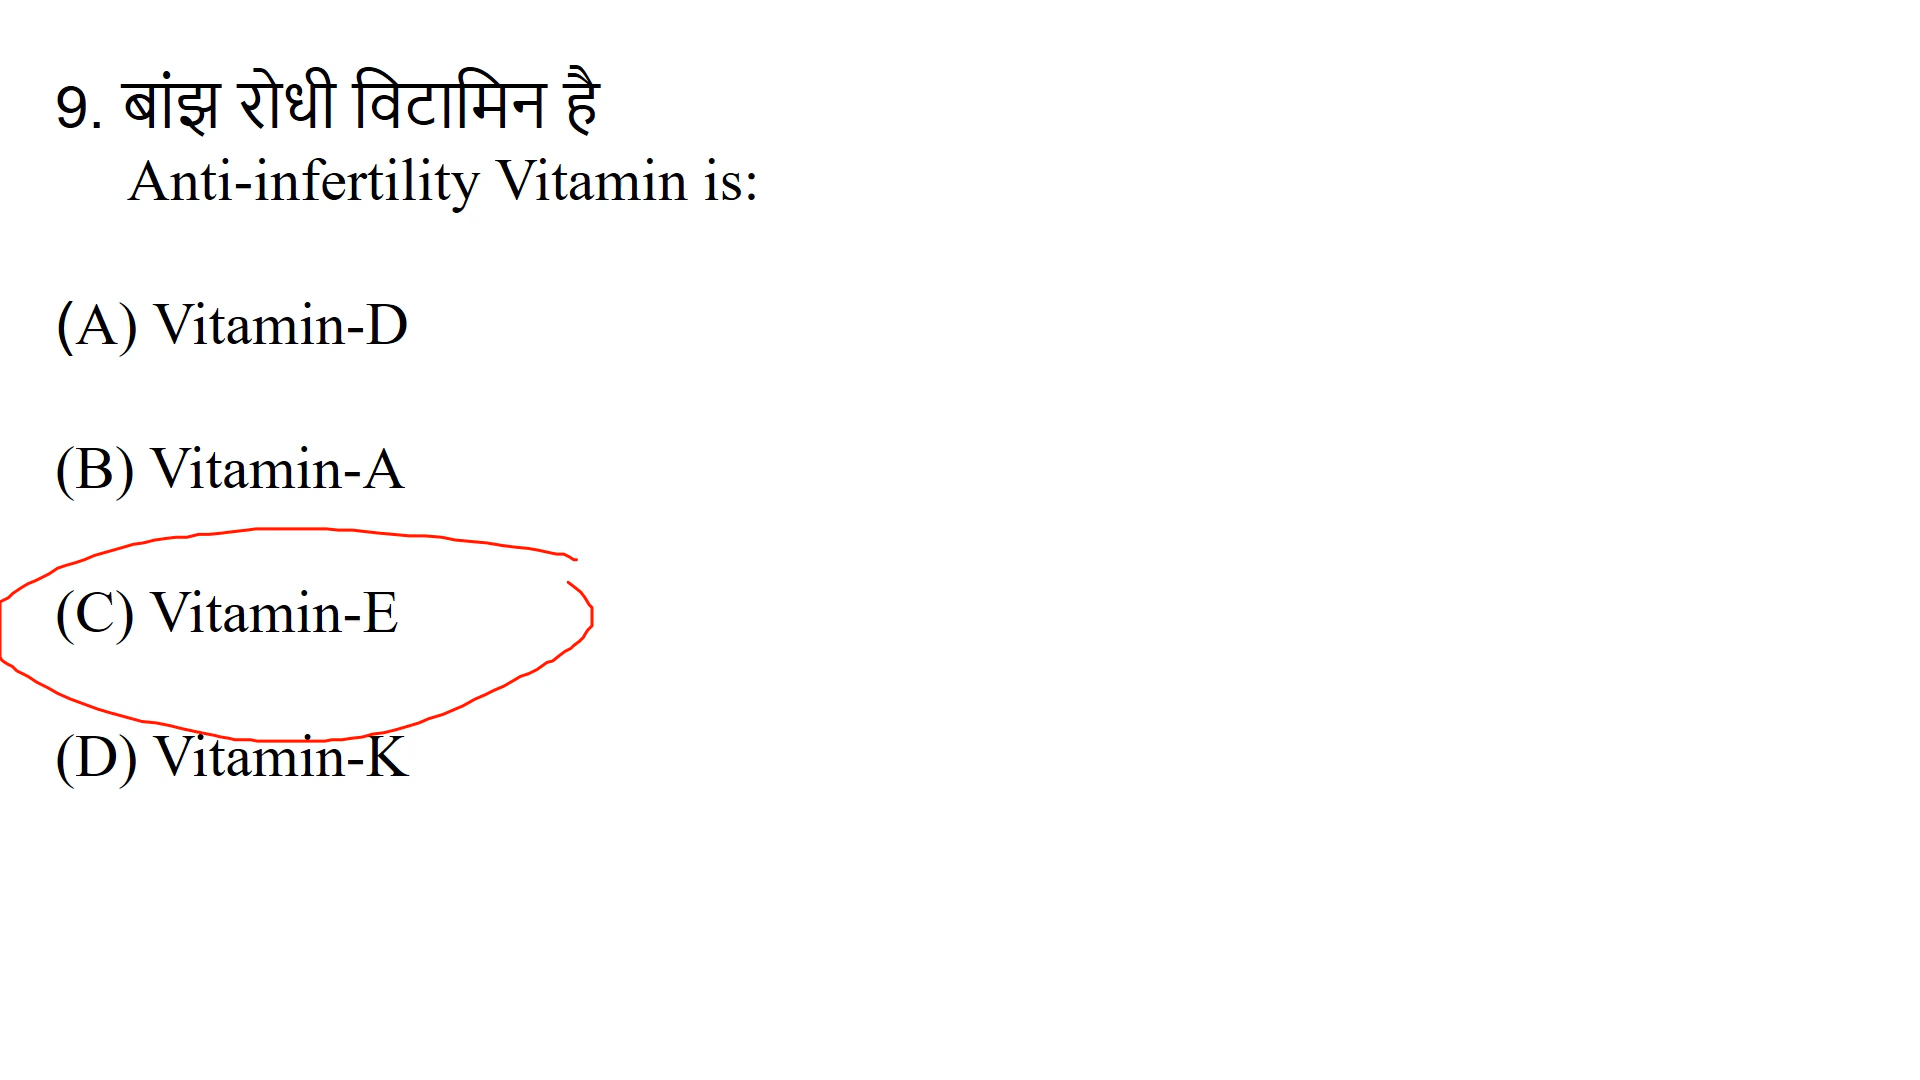 9. बांझ रोधी विटामिन है
Anti-infertility Vitamin is:
(A) Vitamin-D
(B) Vitamin-A
(C) Vitamin-E
(D) Vitamin-K